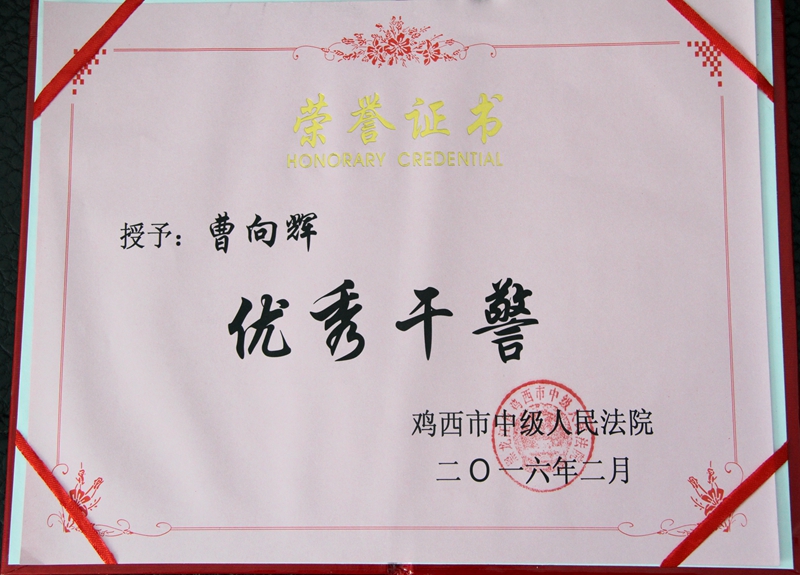 荣誉证书
HONORARY CREDENTIAL
授予：曹向辉
优秀干警
鸡西市中级人民法院
二〇一六年二月